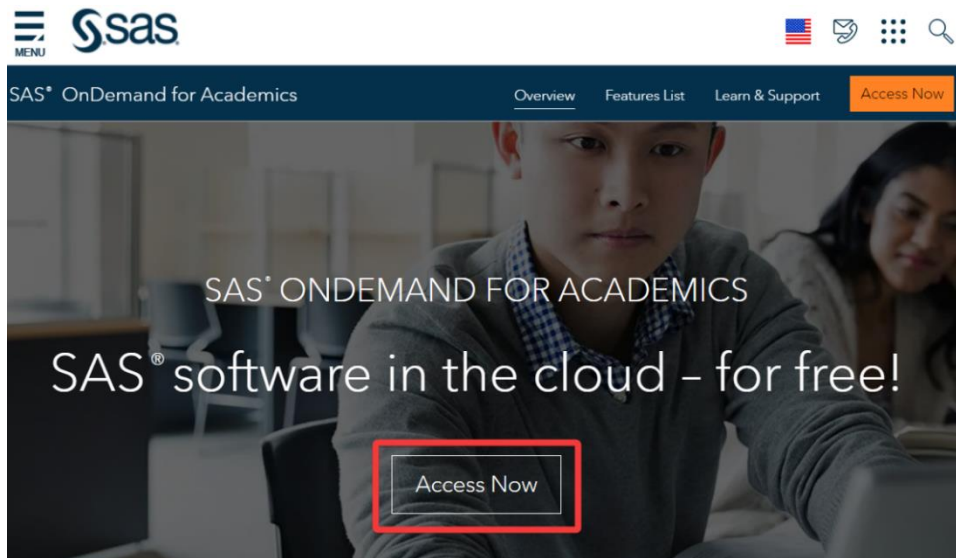 MENU
sas
SAS® OnDemand for Academics
Overview
Features List
Learn & Support
Access Now
SAS® ONDEMAND FOR ACADEMICS
SAS® software in the cloud – for free!
Access Now